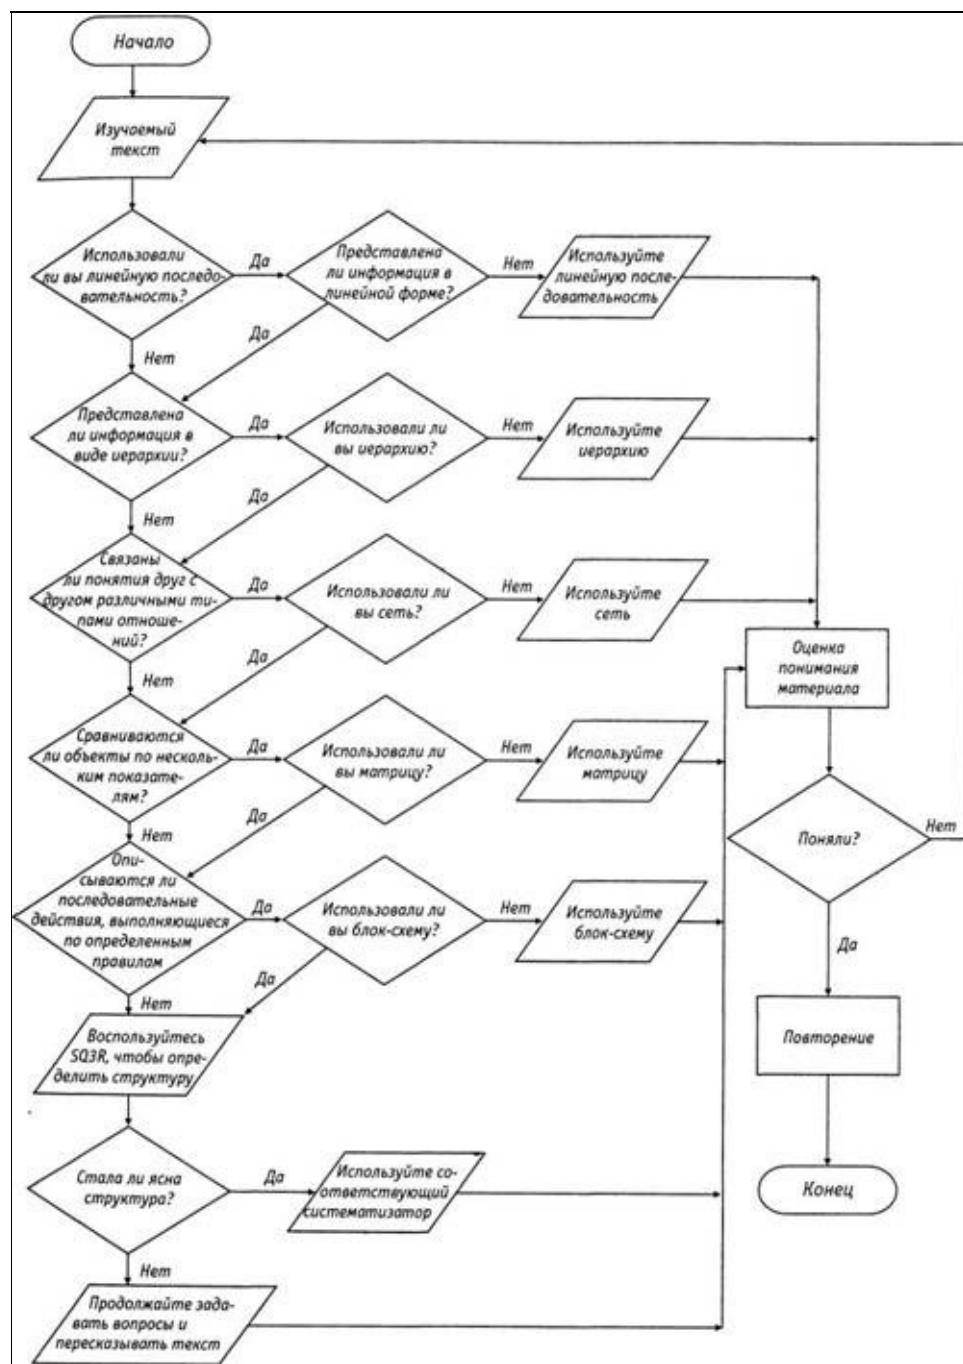 Начало
Изучаемый
текст
Использовали
ли вы линейную последо-
вательность?
Да
Представлена
ли информация в
линейной форме?
Нет
Используйте
линейную после-
довательность
Да
Нет
Представлена
ли информация в
виде иерархии?
Да
Использовали ли
вы иерархию?
Нет
Используйте
иерархию
Да
Нет
Связаны
ли понятия друг с
другом различными ти-
пами отноше-
ний?
Да
Использовали ли
вы сеть?
Нет
Используйте
сеть
Да
Нет
Сравниваются
ли объекты по несколь-
ким показате-
лям?
Да
Использовали ли
вы матрицу?
Нет
Используйте
матрицу
Да
Нет
Опи-
сываются ли
последовательные
действия, выполняющиеся
по определенным
правилам
Да
Использовали ли
вы блок-схему?
Нет
Используйте
блок-схему
Да
Нет
Воспользуйтесь
SQ3R, чтобы опре-
делить структуру
Стала ли ясна
структура?
Да
Используйте со-
ответствующий
систематизатор
Нет
Продолжайте зада-
вать вопросы и
пересказывать текст
Оценка
понимания
материала
Поняли?
Нет
Да
Повторение
Конец